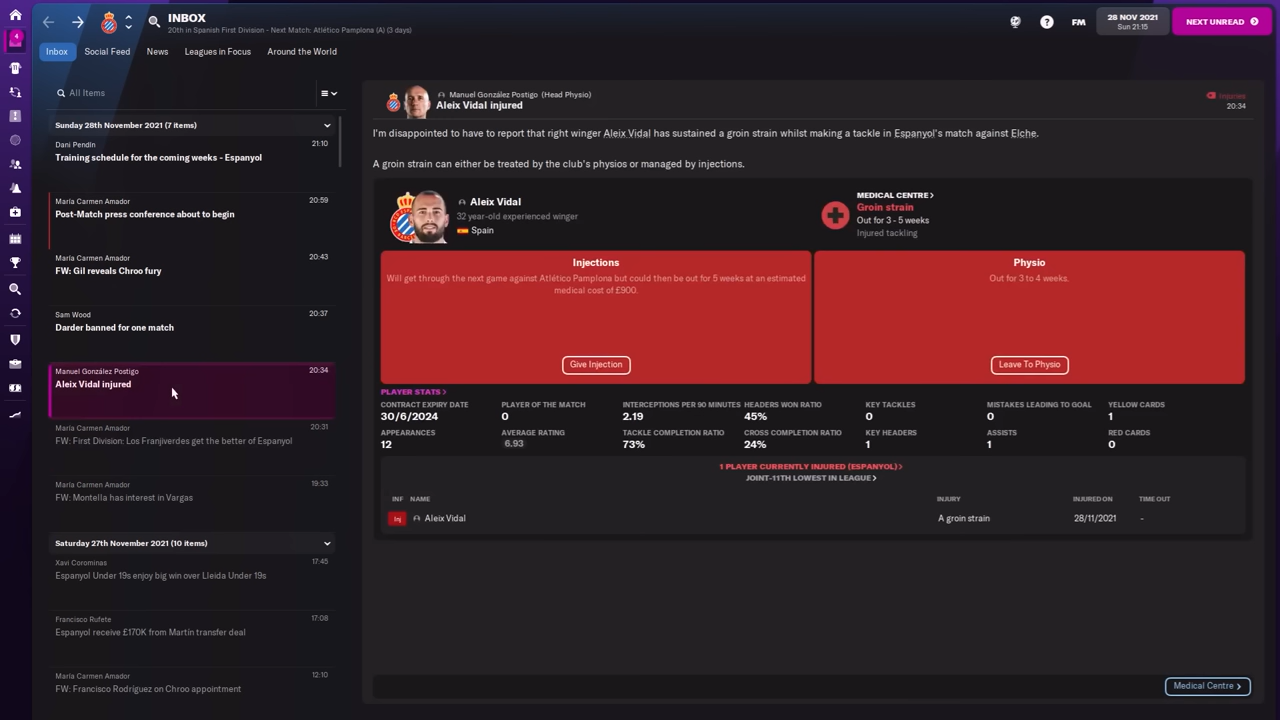 INBOX
20th in Spanish First Division - Next Match: Atlético Pamplona (A) (3 days)
FM
28 NOV 2021
Sun 21:15
NEXT UNREAD
4
Inbox
Social Feed
News
Leagues in Focus
Around the World
All Items
Sunday 28th November 2021 (7 items)
Dani Pendín
21:10
Training schedule for the coming weeks - Espanyol
María Carmen Amador
20:59
Post-Match press conference about to begin
María Carmen Amador
20:43
FW: Gil reveals Chroo fury
Sam Wood
20:37
Darder banned for one match
Manuel González Postigo
20:34
Aleix Vidal injured
María Carmen Amador
20:31
FW: First Division: Los Franjiverdes get the better of Espanyol
María Carmen Amador
19:33
FW: Montella has interest in Vargas
Saturday 27th November 2021 (10 items)
Xavi Corominas
17:45
Espanyol Under 19s enjoy big win over Lleida Under 19s
Francisco Rufete
17:08
Espanyol receive £170K from Martín transfer deal
María Carmen Amador
12:10
FW: Francisco Rodríguez on Chroo appointment
Manuel González Postigo (Head Physio)
Aleix Vidal injured
Injuries
20:34
I'm disappointed to have to report that right winger Aleix Vidal has sustained a groin strain whilst making a tackle in Espanyol's match against Elche.
A groin strain can either be treated by the club's physios or managed by injections.
Aleix Vidal
32 year-old experienced winger
Spain
MEDICAL CENTRE >
Groin strain
Out for 3 - 5 weeks
Injured tackling
Injections
Will get through the next game against Atlético Pamplona but could then be out for 5 weeks at an estimated
medical cost of £900.
Give Injection
Physio
Out for 3 to 4 weeks.
Leave To Physio
PLAYER STATS >
CONTRACT EXPIRY DATE
PLAYER OF THE MATCH
INTERCEPTIONS PER 90 MINUTES
HEADERS WON RATIO
KEY TACKLES
MISTAKES LEADING TO GOAL
YELLOW CARDS
30/6/2024
0
2.19
45%
0
0
1
APPEARANCES
AVERAGE RATING
TACKLE COMPLETION RATIO
CROSS COMPLETION RATIO
KEY HEADERS
ASSISTS
RED CARDS
12
6.93
73%
24%
1
1
0
1 PLAYER CURRENTLY INJURED (ESPANYOL) >
JOINT-11TH LOWEST IN LEAGUE >
INF
NAME
INJURY
INJURED ON
TIME OUT
Inj
Aleix Vidal
A groin strain
28/11/2021
-
Medical Centre >